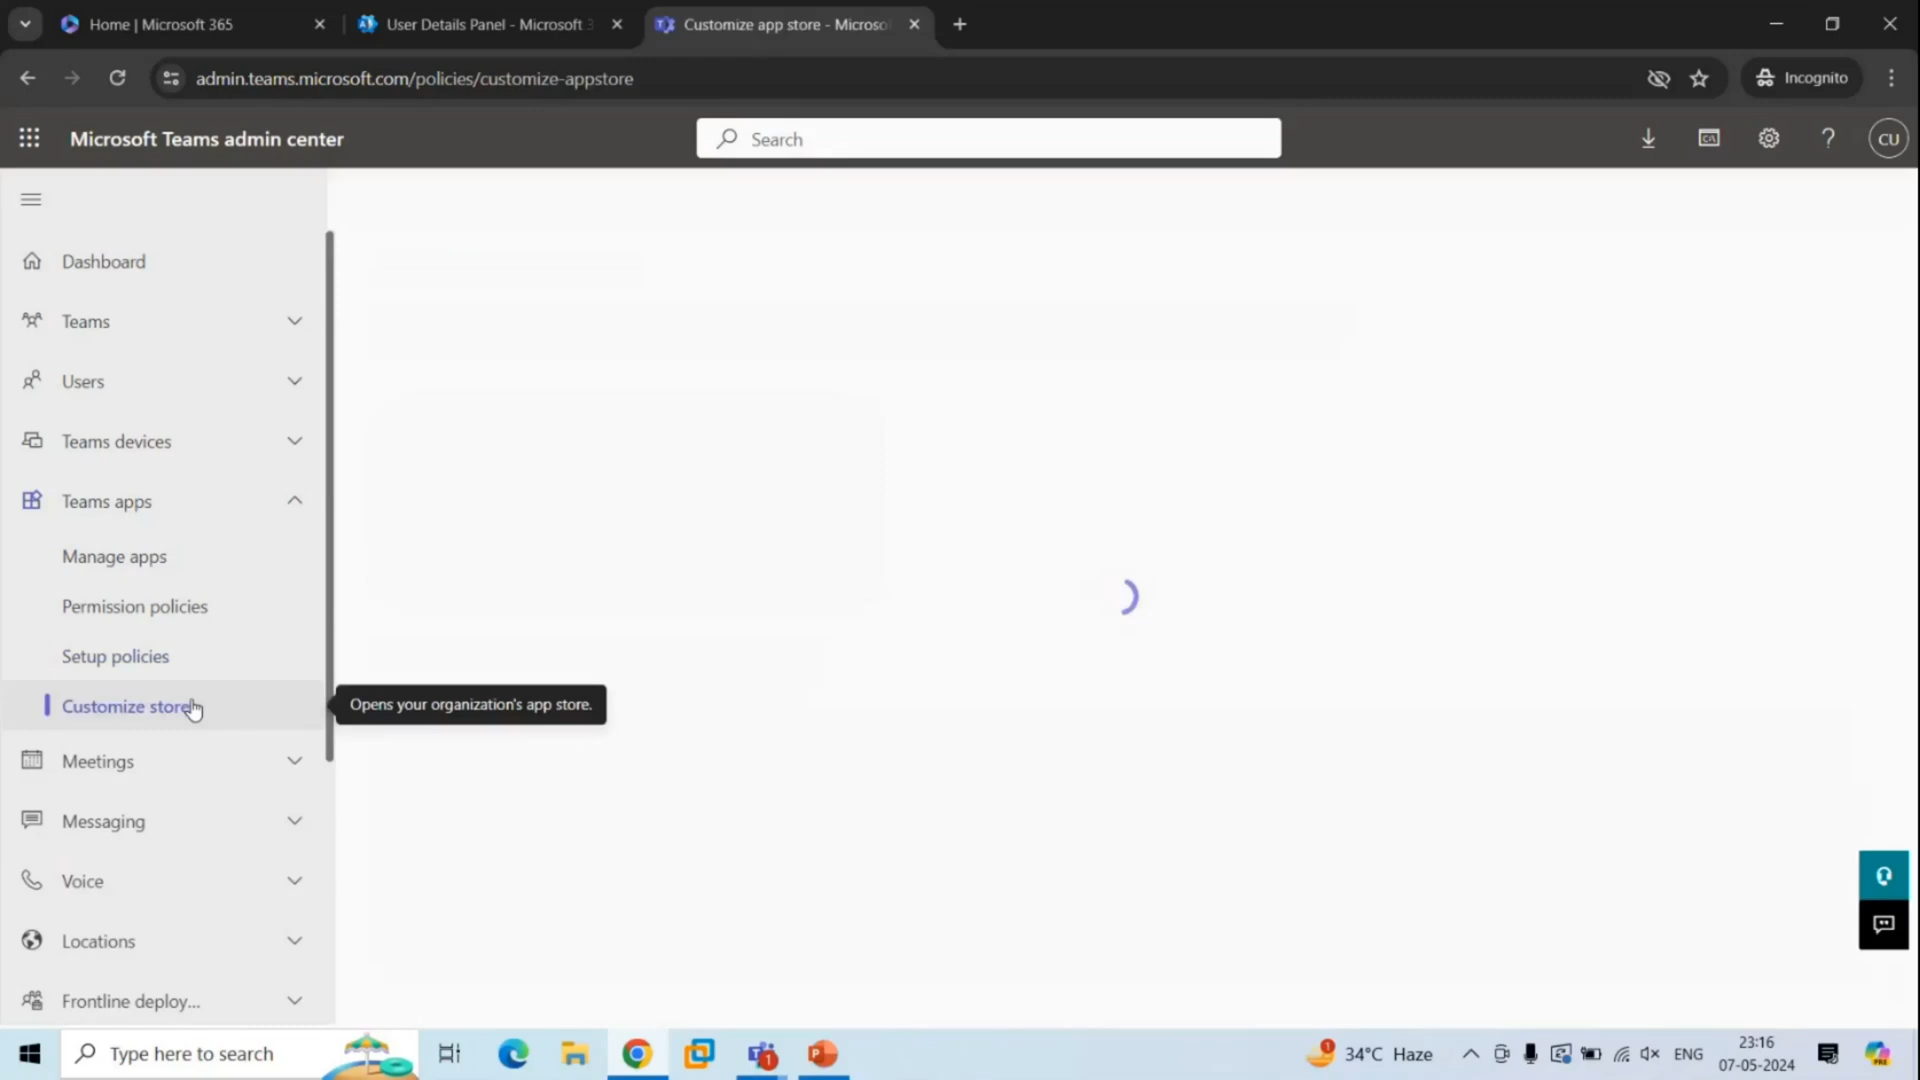 Home | Microsoft 365
User Details Panel - Microsoft 3
Customize app store - Microso
admin.teams.microsoft.com/policies/customize-appstore
Incognito
Microsoft Teams admin center
Search
CU
Dashboard
Teams
Users
Teams devices
Teams apps
Manage apps
Permission policies
Setup policies
Customize store
Opens your organization's app store.
Meetings
Messaging
Voice
Locations
Frontline deploy...
Type here to search
1
1
34°C Haze
ENG
23:16
07-05-2024